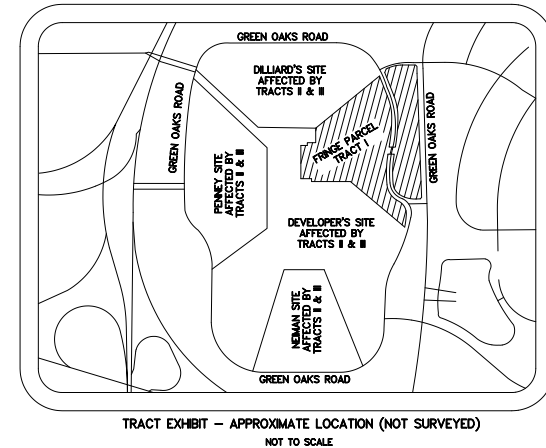 GREEN OAKS ROAD
DILLIARD'S SITE
AFFECTED BY
TRACTS II & III
GREEN OAKS ROAD
FRINGE PARCEL
TRACT I
GREEN OAKS ROAD
PENNEY SITE
AFFECTED BY
TRACTS II & III
DEVELOPER'S SITE
AFFECTED BY
TRACTS II & III
NEIMAN SITE
AFFECTED BY
TRACTS II & III
GREEN OAKS ROAD
TRACT EXHIBIT – APPROXIMATE LOCATION (NOT SURVEYED)
NOT TO SCALE